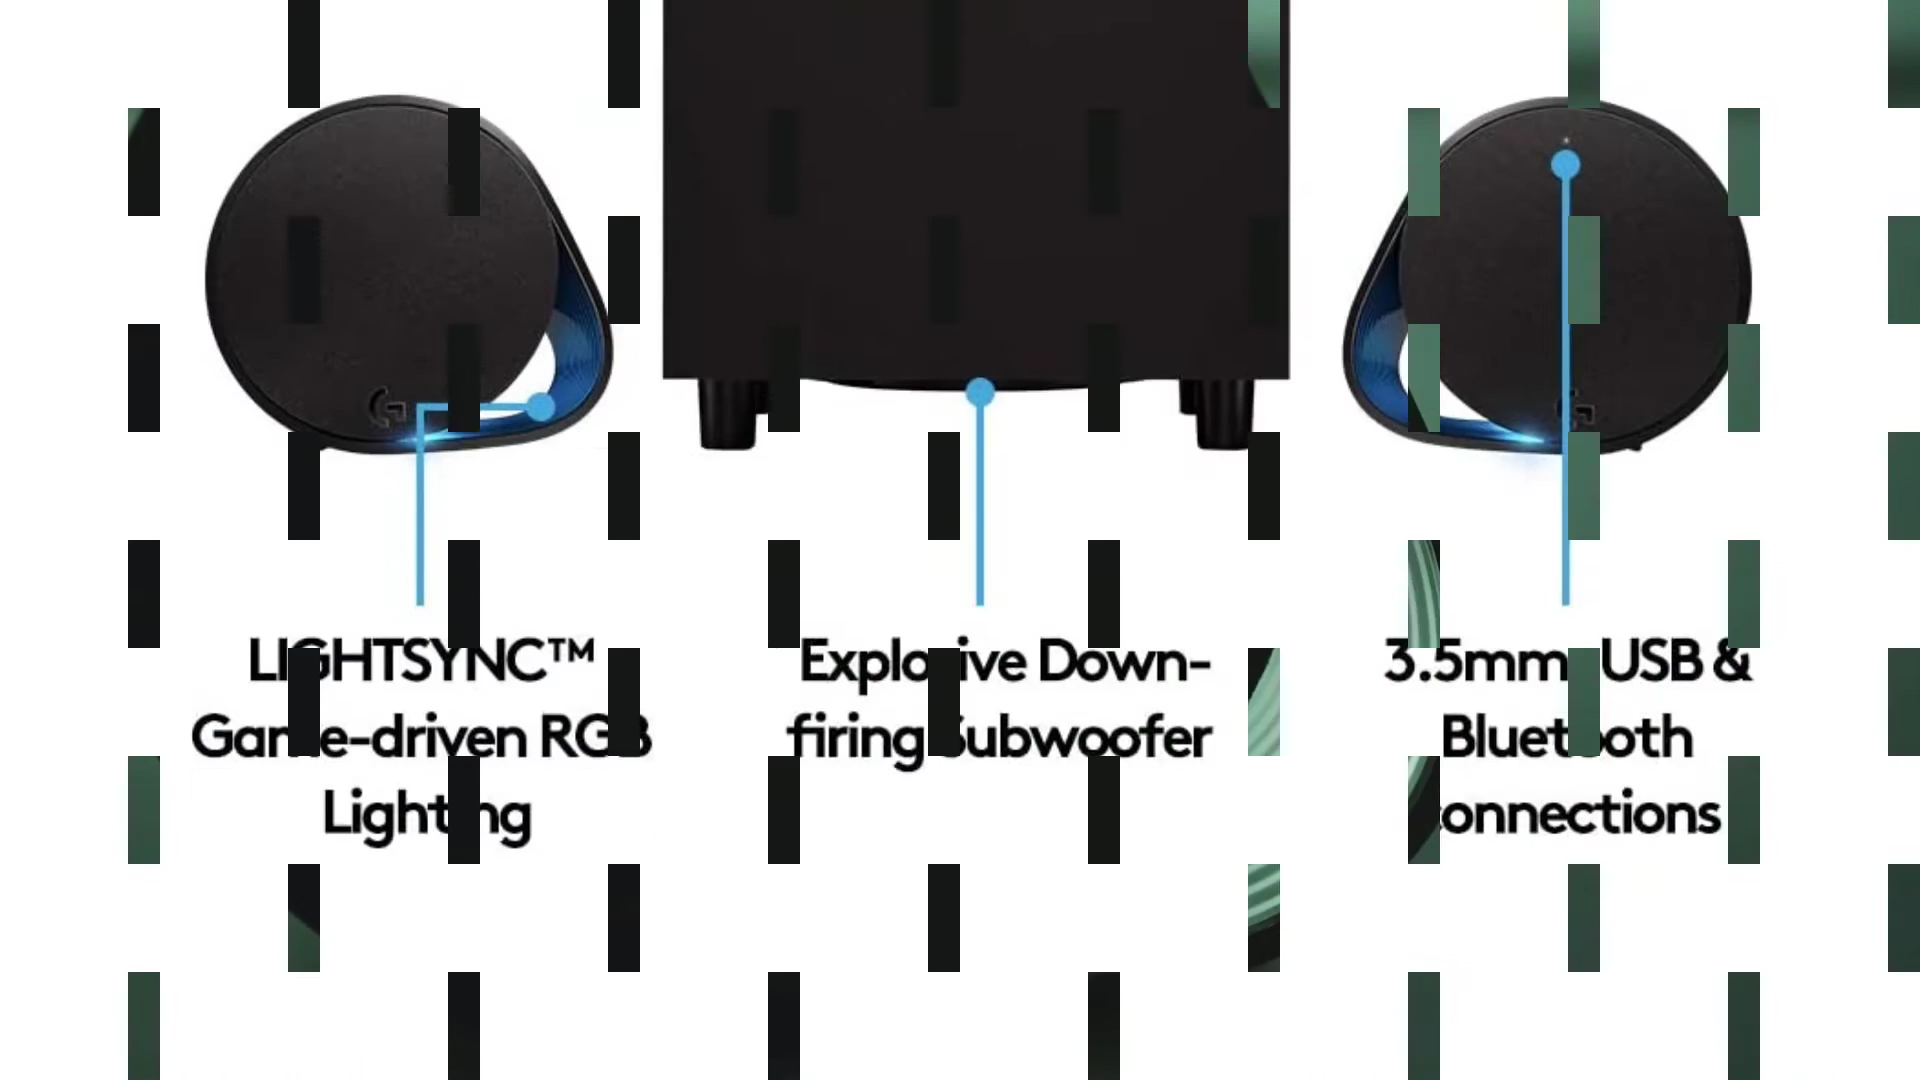 LIGHTSYNC™
Game-driven RGB
Lighting
Explosive Down-
firing Subwoofer
3.5mm, USB &
Bluetooth
connections